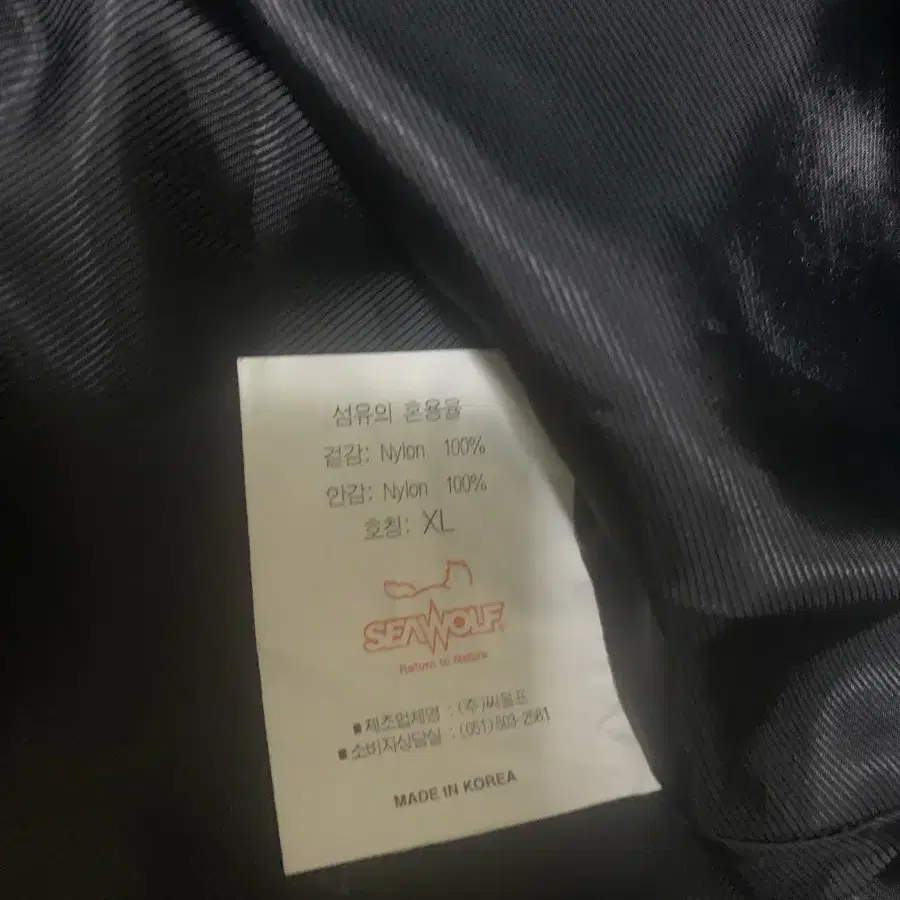 섬유의 혼용율
겉감: Nylon 100%
안감: Nylon 100%
호칭: XL
SEAWOLF
Return to Nature
■ 제조업체명 : (주)씨울프
■ 소비자상담실 : (051) 503-2581
MADE IN KOREA